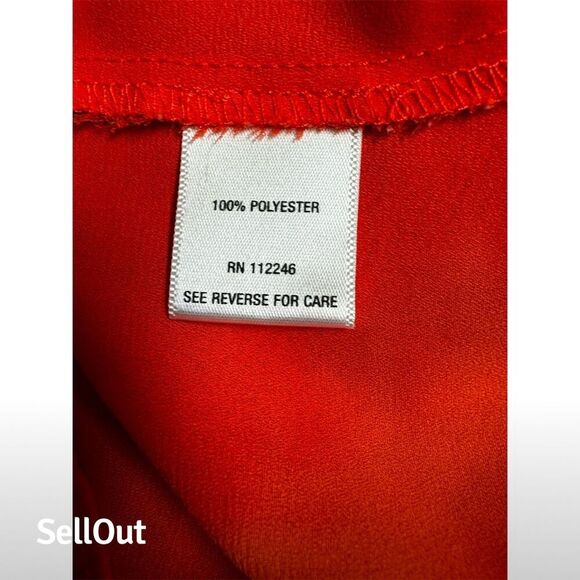 100% POLYESTER
RN 112246
SEE REVERSE FOR CARE
SellOut